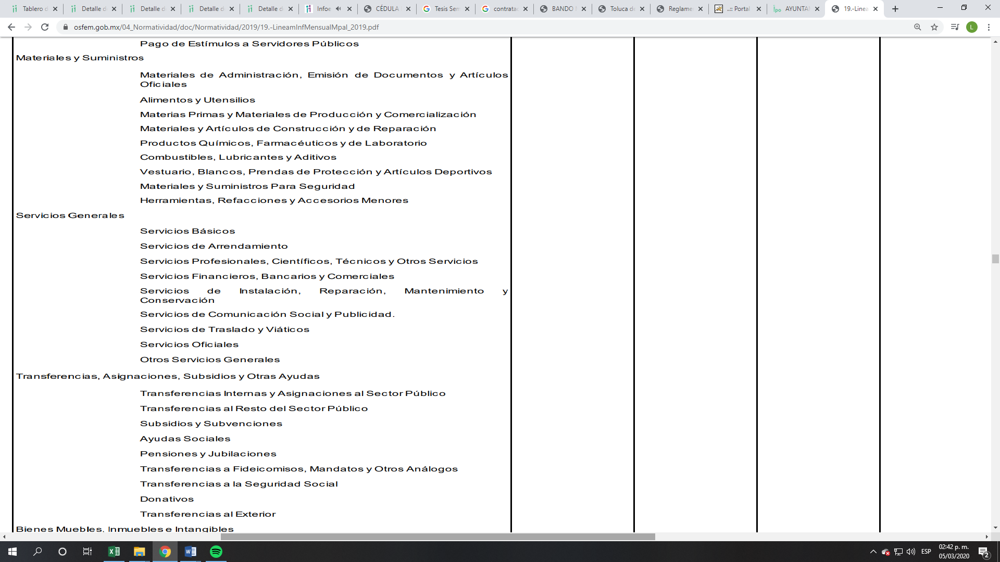 Tablero d
Detalle d
Detalle d
Detalle d
Detalle d
Infoe
CÉDULA
Tesis Sem
contratac
BANDO
Toluca de
Reglame
..:: Portal
AYUNTA
19.-Linea
osfem.gob.mx/04_Normatividad/doc/Normatividad/2019/19.-LineamInfMensualMpal_2019.pdf
L
Pago de Estímulos a Servidores Públicos
Materiales y Suministros
Materiales de Administración, Emisión de Documentos y Artículos
Oficiales
Alimentos y Utensilios
Materias Primas y Materiales de Producción y Comercialización
Materiales y Artículos de Construcción y de Reparación
Productos Químicos, Farmacéuticos y de Laboratorio
Combustibles, Lubricantes y Aditivos
Vestuario, Blancos, Prendas de Protección y Artículos Deportivos
Materiales y Suministros Para Seguridad
Herramientas, Refacciones y Accesorios Menores
Servicios Generales
Servicios Básicos
Servicios de Arrendamiento
Servicios Profesionales, Científicos, Técnicos y Otros Servicios
Servicios Financieros, Bancarios y Comerciales
Servicios de Instalación, Reparación, Mantenimiento y
Conservación
Servicios de Comunicación Social y Publicidad.
Servicios de Traslado y Viáticos
Servicios Oficiales
Otros Servicios Generales
Transferencias, Asignaciones, Subsidios y Otras Ayudas
Transferencias Internas y Asignaciones al Sector Público
Transferencias al Resto del Sector Público
Subsidios y Subvenciones
Ayudas Sociales
Pensiones y Jubilaciones
Transferencias a Fideicomisos, Mandatos y Otros Análogos
Transferencias a la Seguridad Social
Donativos
Transferencias al Exterior
Bienes Muebles, Inmuebles e Intangibles
ESP
02:42 p. m.
05/03/2020
2